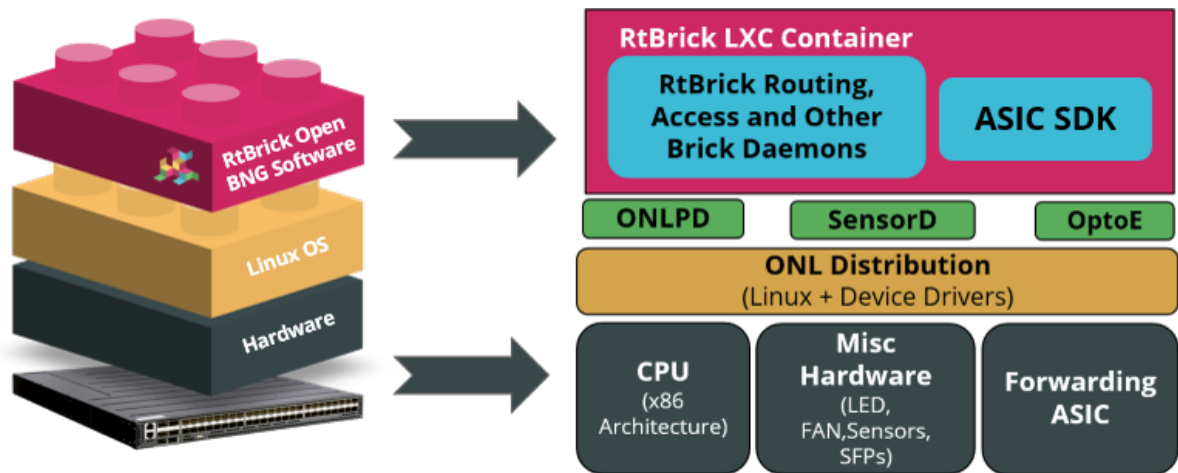 RtBrick Open
BNG Software
Linux OS
Hardware
RtBrick LXC Container
RtBrick Routing,
Access and Other
Brick Daemons
ASIC SDK
ONLPD
SensorD
OptoE
ONL Distribution
(Linux + Device Drivers)
CPU
(x86
Architecture)
Misc
Hardware
(LED,
FAN,Sensors,
SFPs)
Forwarding
ASIC